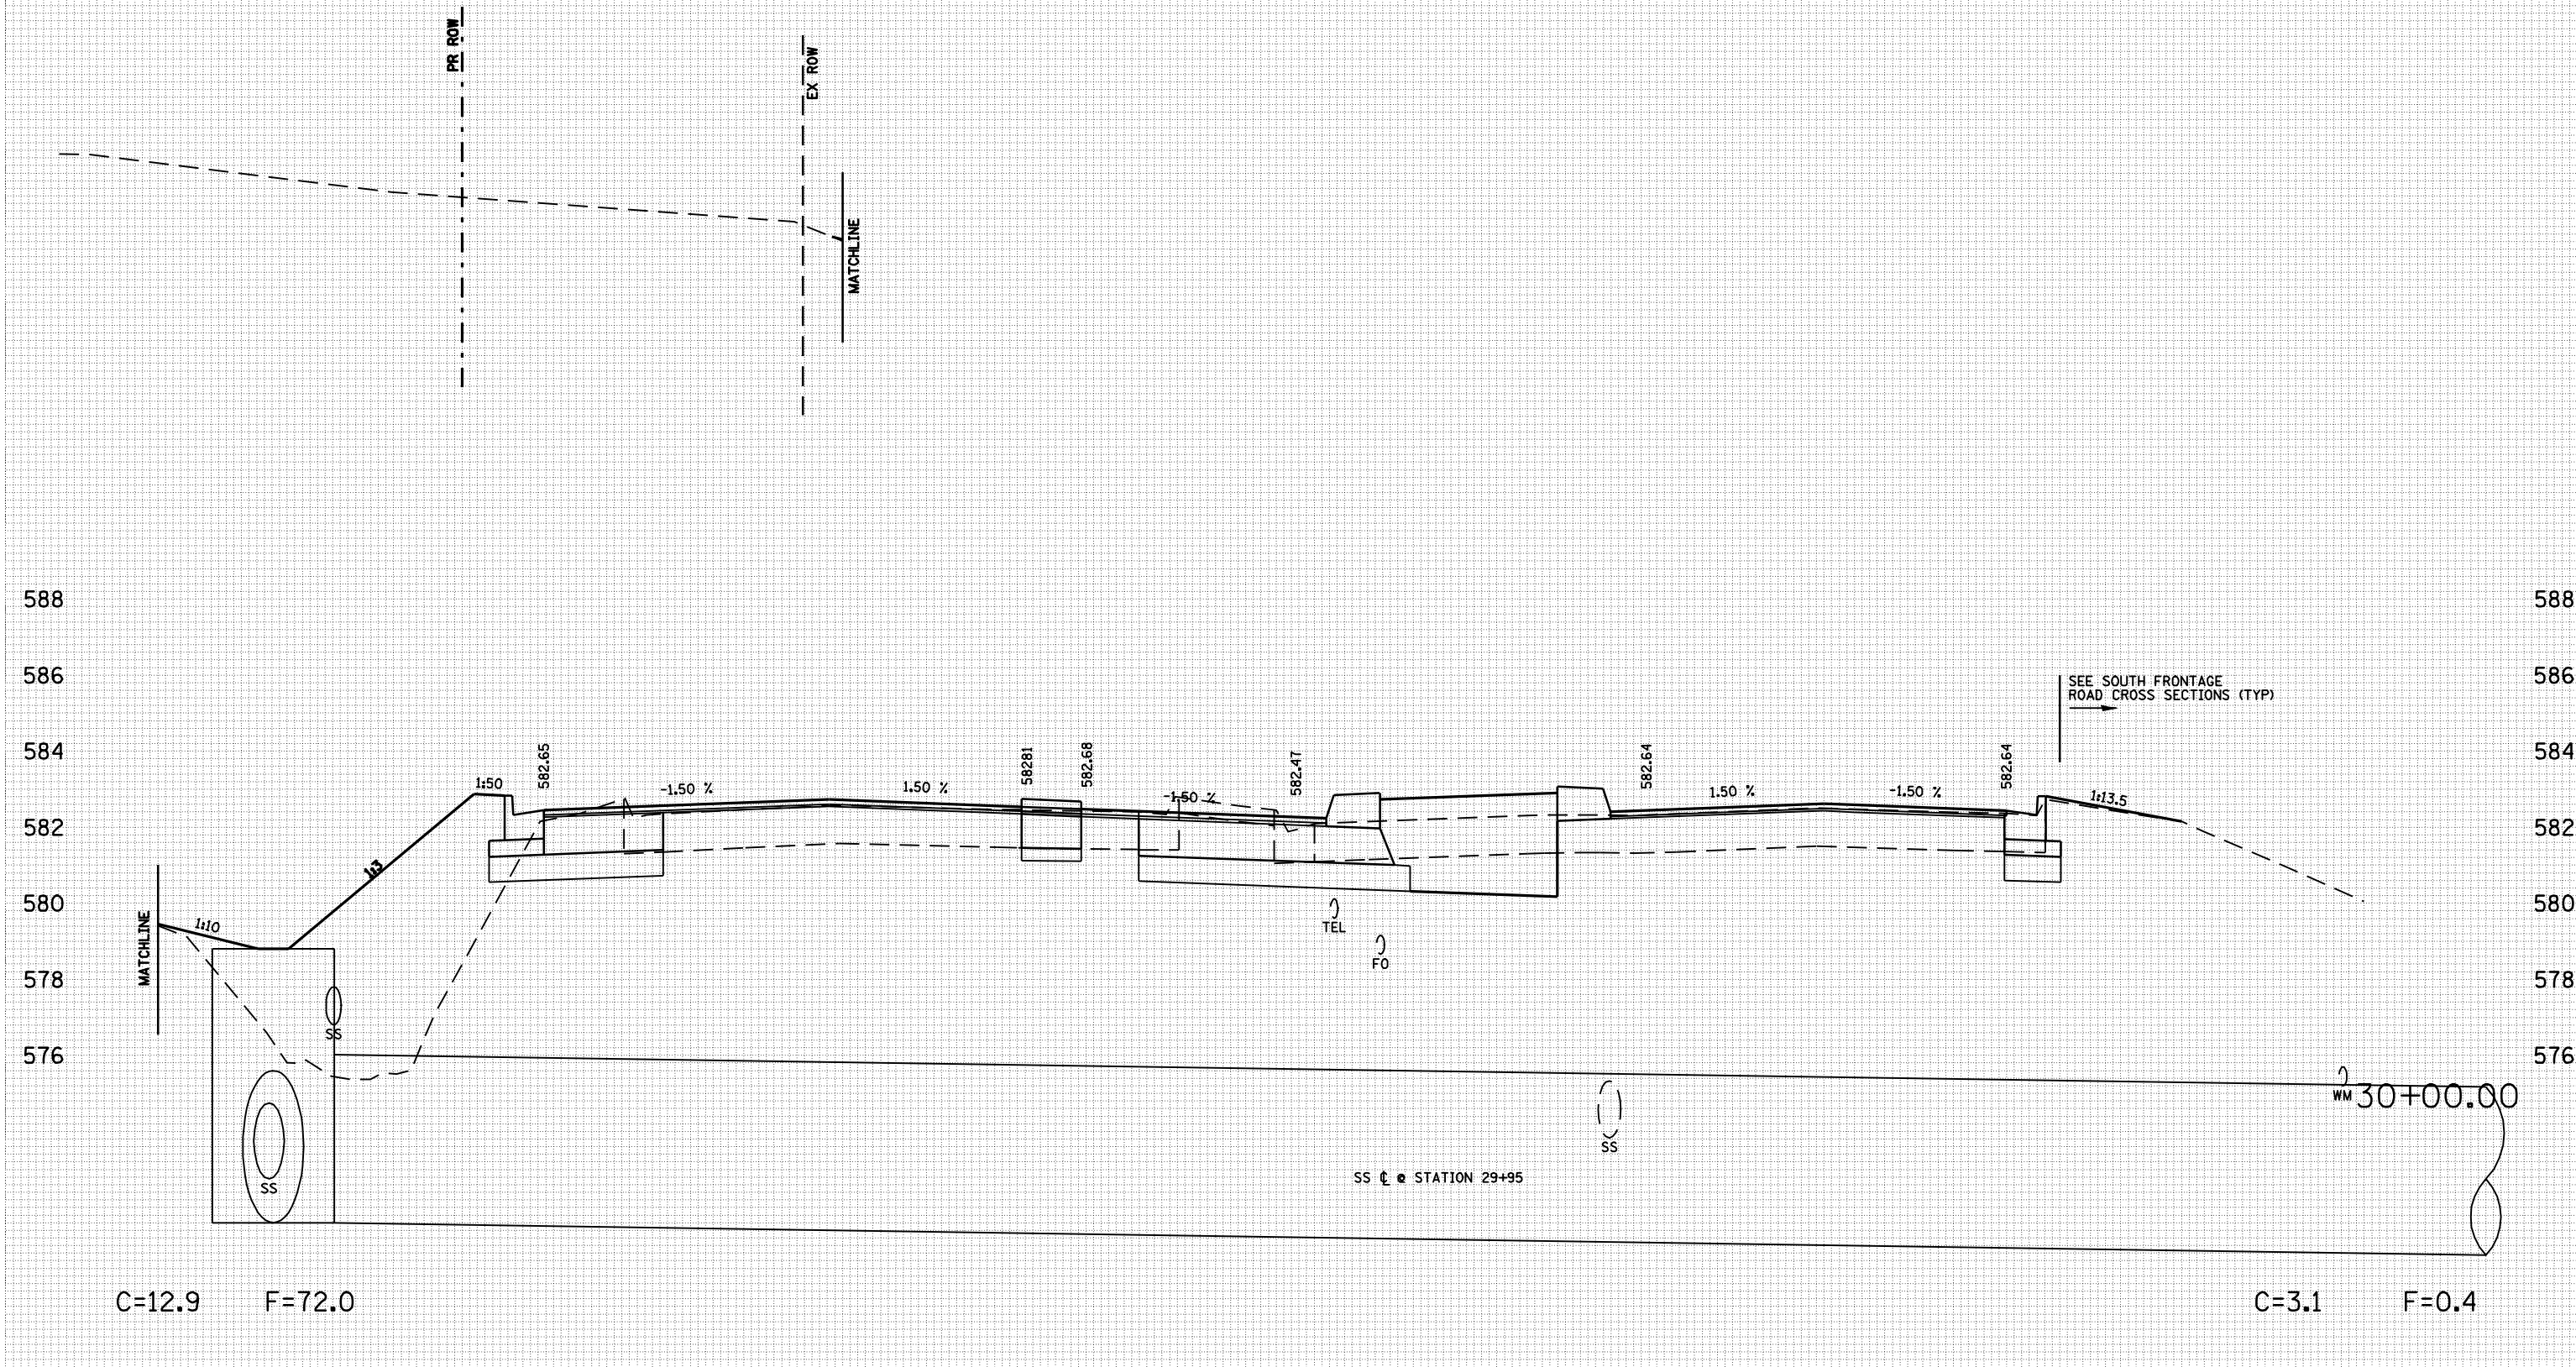 PR ROW
EX ROW
MATCHLINE
588
588
586
586
SEE SOUTH FRONTAGE
ROAD CROSS SECTIONS (TYP)
584
584
582.65
58281
582.68
582.47
582.64
582.64
1:50
-1.50 %
1.50 %
-1.50 %
1.50 %
-1.50 %
1:13.5
582
582
1:3
580
580
MATCHLINE
1:10
TEL
FO
578
578
SS
576
576
WM
30+00.00
SS
SS
SS ℄ @ STATION 29+95
C=12.9
F=72.0
C=3.1
F=0.4